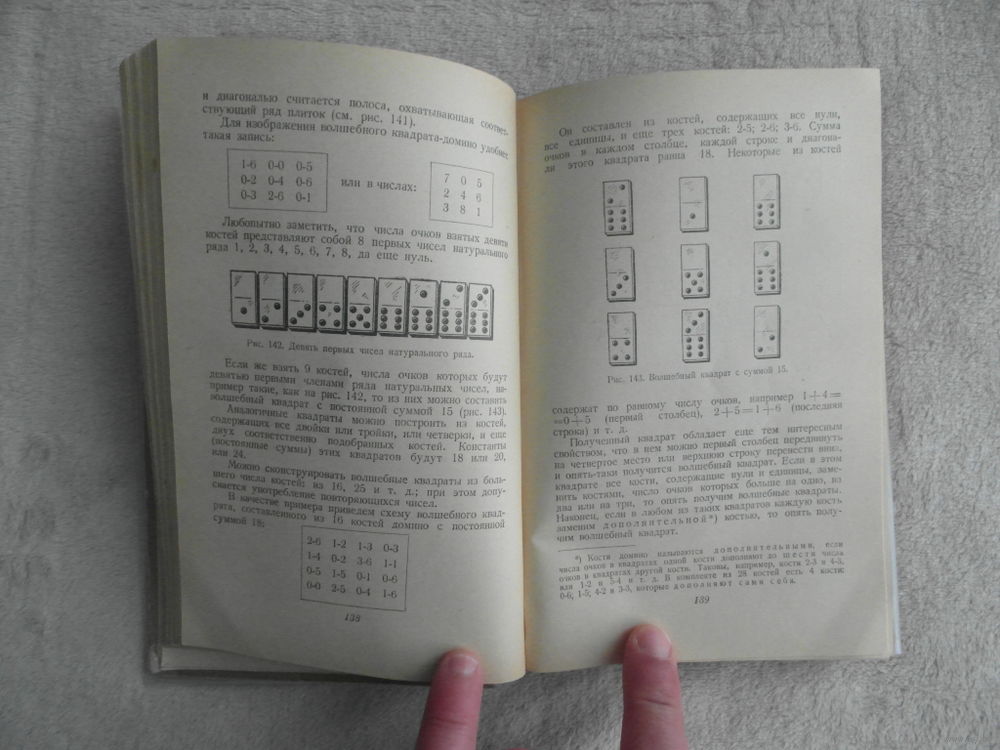 и диагональю считается полоса, охватывающая соответ-
ствующий ряд плиток (см. рис. 141).
Для изображения волшебного квадрата-домино удобнее
такая запись:
1-6 0-0 0-5
0-2 0-4 0-6
0-3 2-6 0-1
или в числах:
7 0 5
2 4 6
3 8 1
Любопытно заметить, что числа очков взятых девяти
костей представляют собой 8 первых чисел натурального
ряда 1, 2, 3, 4, 5, 6, 7, 8, да еще нуль.
Рис. 142. Девять первых чисел натурального ряда.
Если же взять 9 костей, числа очков которых будут
девятью первыми членами ряда натуральных чисел, на-
пример такие, как на рис. 142, то из них можно составить
волшебный квадрат с постоянной суммой 15 (рис. 143).
Аналогичные квадраты можно построить из костей,
содержащих все двойки или тройки, или четверки, и еще
двух соответственно подобранных костей. Константы
(постоянные суммы) этих квадратов будут 18 или 20,
или 24.
Можно сконструировать волшебные квадраты из боль-
шего числа костей: из 16, 25 и т. д.; при этом допу-
скается употребление повторяющихся чисел.
В качестве примера приведем схему волшебного квад-
рата, составленного из 16 костей домино с постоянной
суммой 18:
2-6 1-2 1-3 0-3
1-4 0-2 3-6 1-1
0-5 1-5 0-1 0-6
0-0 2-5 0-4 1-6
138
Он составлен из костей, содержащих все нули,
все единицы, и еще трех костей: 2-5; 2-6; 3-6. Сумма
очков в каждом столбце, каждой строке и диагона-
ли этого квадрата равна 18. Некоторые из костей
Рис. 143. Волшебный квадрат с суммой 15.
содержат по равному числу очков, например 1+4=
=0+5 (первый столбец), 2+5=1+6 (последняя
строка) и т. д.
Полученный квадрат обладает еще тем интересным
свойством, что в нем можно первый столбец передвинуть
на четвертое место или верхнюю строку перенести вниз,
и опять-таки получится волшебный квадрат. Если в этом
квадрате все кости, содержащие нули и единицы, заме-
нить костями, число очков которых больше на одно, на
два или на три, то опять получим волшебные квадраты.
Наконец, если в любом из таких квадратов каждую кость
заменим дополнительной*) костью, то опять полу-
чим волшебный квадрат.
*) Кости домино называются дополнительными, если
числа очков в квадратах одной кости дополняют до шести числа
очков в квадратах другой кости. Таковы, например, кости 2-3 и 4-3,
или 1-2 и 5-4 и т. д. В комплекте из 28 костей есть 4 кости:
0-6; 1-5; 4-2 и 3-3, которые дополняют сами себя.
139